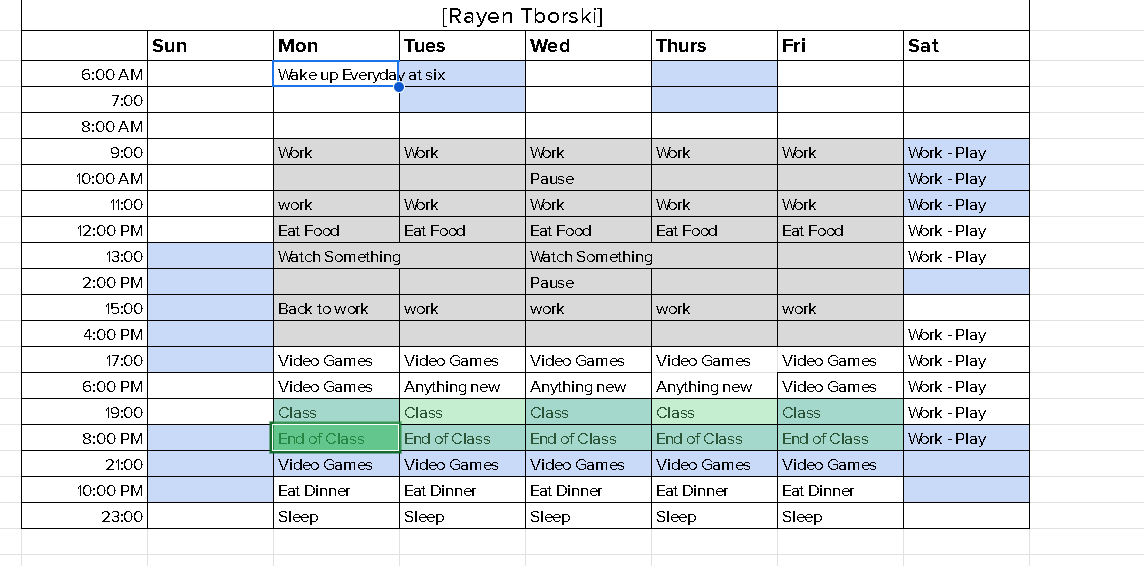 [Rayen Tborski]
Sun Mon Tues Wed Thurs Fri Sat
6:00 AM Wake up Everyday at six
7:00
8:00 AM
9:00 Work Work Work Work Work Work - Play
10:00 AM Pause Work - Play
11:00 work Work Work Work Work Work - Play
12:00 PM Eat Food Eat Food Eat Food Eat Food Eat Food Work - Play
13:00 Watch Something Watch Something Work - Play
2:00 PM Pause
15:00 Back to work work work work work
4:00 PM Work - Play
17:00 Video Games Video Games Video Games Video Games Video Games Work - Play
6:00 PM Video Games Anything new Anything new Anything new Video Games Work - Play
19:00 Class Class Class Class Class Work - Play
8:00 PM End of Class End of Class End of Class End of Class End of Class Work - Play
21:00 Video Games Video Games Video Games Video Games Video Games
10:00 PM Eat Dinner Eat Dinner Eat Dinner Eat Dinner Eat Dinner
23:00 Sleep Sleep Sleep Sleep Sleep